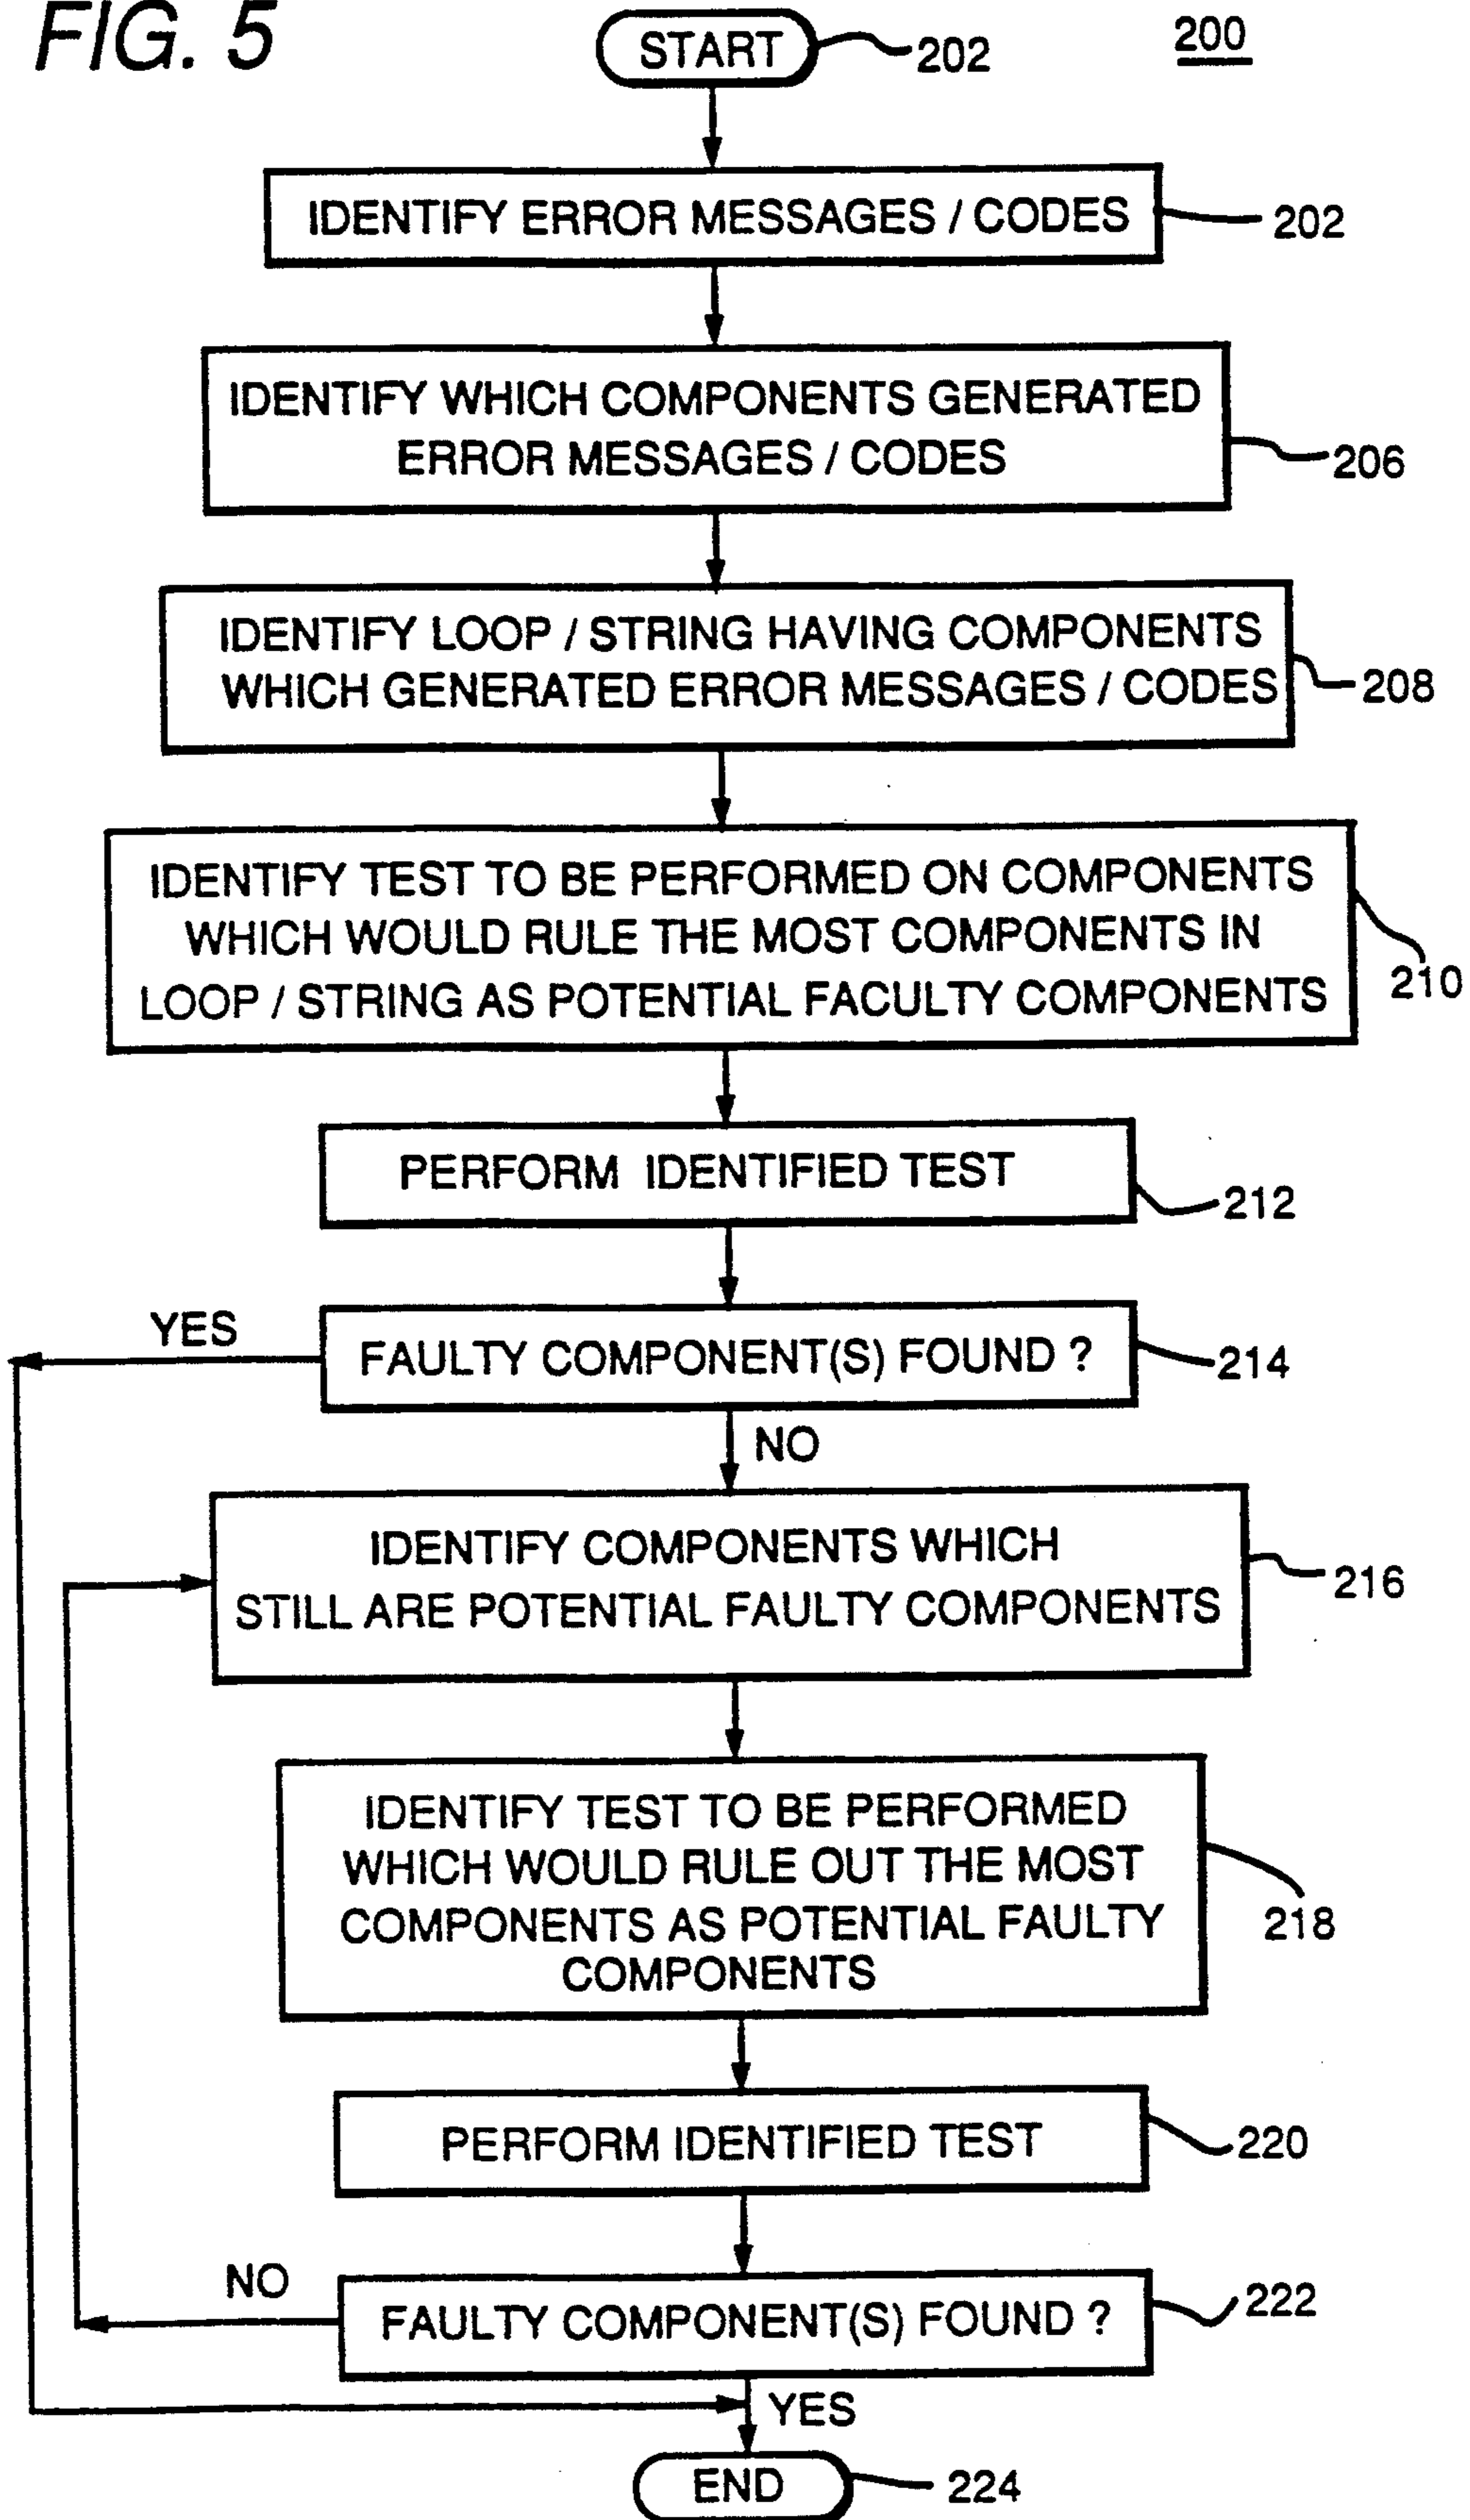 FIG. 5
START
202
200
IDENTIFY ERROR MESSAGES / CODES
202
IDENTIFY WHICH COMPONENTS GENERATED
ERROR MESSAGES / CODES
206
IDENTIFY LOOP / STRING HAVING COMPONENTS
WHICH GENERATED ERROR MESSAGES / CODES
208
IDENTIFY TEST TO BE PERFORMED ON COMPONENTS
WHICH WOULD RULE THE MOST COMPONENTS IN
LOOP / STRING AS POTENTIAL FACULTY COMPONENTS
210
PERFORM IDENTIFIED TEST
212
YES
FAULTY COMPONENT(S) FOUND ?
214
NO
IDENTIFY COMPONENTS WHICH
STILL ARE POTENTIAL FAULTY COMPONENTS
216
IDENTIFY TEST TO BE PERFORMED
WHICH WOULD RULE OUT THE MOST
COMPONENTS AS POTENTIAL FAULTY
COMPONENTS
218
PERFORM IDENTIFIED TEST
220
NO
FAULTY COMPONENT(S) FOUND ?
222
YES
END
224